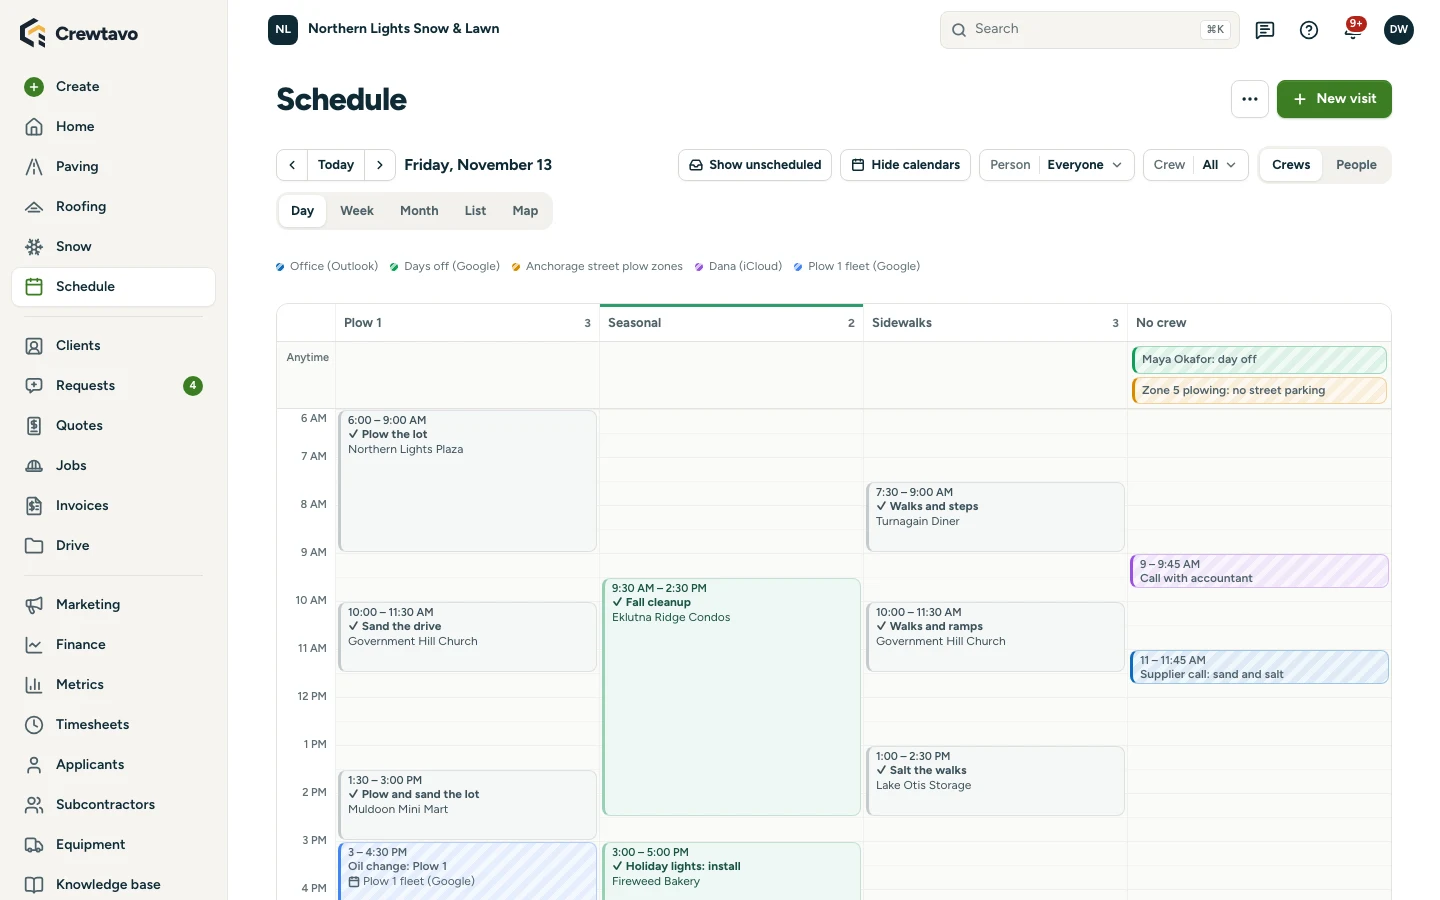 Crewtavo
NL
Northern Lights Snow & Lawn
Search
⌘K
9+
DW
Create
Home
Paving
Roofing
Snow
Schedule
Clients
Requests
4
Quotes
Jobs
Invoices
Drive
Marketing
Finance
Metrics
Timesheets
Applicants
Subcontractors
Equipment
Knowledge base
Schedule
New visit
Today
Friday, November 13
Show unscheduled
Hide calendars
Person Everyone
Crew All
Crews
People
Day
Week
Month
List
Map
Office (Outlook)
Days off (Google)
Anchorage street plow zones
Dana (iCloud)
Plow 1 fleet (Google)
Plow 1 3
Seasonal 2
Sidewalks 3
No crew
Anytime
Maya Okafor: day off
Zone 5 plowing: no street parking
6 AM
7 AM
8 AM
9 AM
10 AM
11 AM
12 PM
1 PM
2 PM
3 PM
4 PM
6:00 – 9:00 AM
✓ Plow the lot
Northern Lights Plaza
10:00 – 11:30 AM
✓ Sand the drive
Government Hill Church
1:30 – 3:00 PM
✓ Plow and sand the lot
Muldoon Mini Mart
3 – 4:30 PM
Oil change: Plow 1
Plow 1 fleet (Google)
9:30 AM – 2:30 PM
✓ Fall cleanup
Eklutna Ridge Condos
3:00 – 5:00 PM
✓ Holiday lights: install
Fireweed Bakery
7:30 – 9:00 AM
✓ Walks and steps
Turnagain Diner
10:00 – 11:30 AM
✓ Walks and ramps
Government Hill Church
1:00 – 2:30 PM
✓ Salt the walks
Lake Otis Storage
9 – 9:45 AM
Call with accountant
11 – 11:45 AM
Supplier call: sand and salt